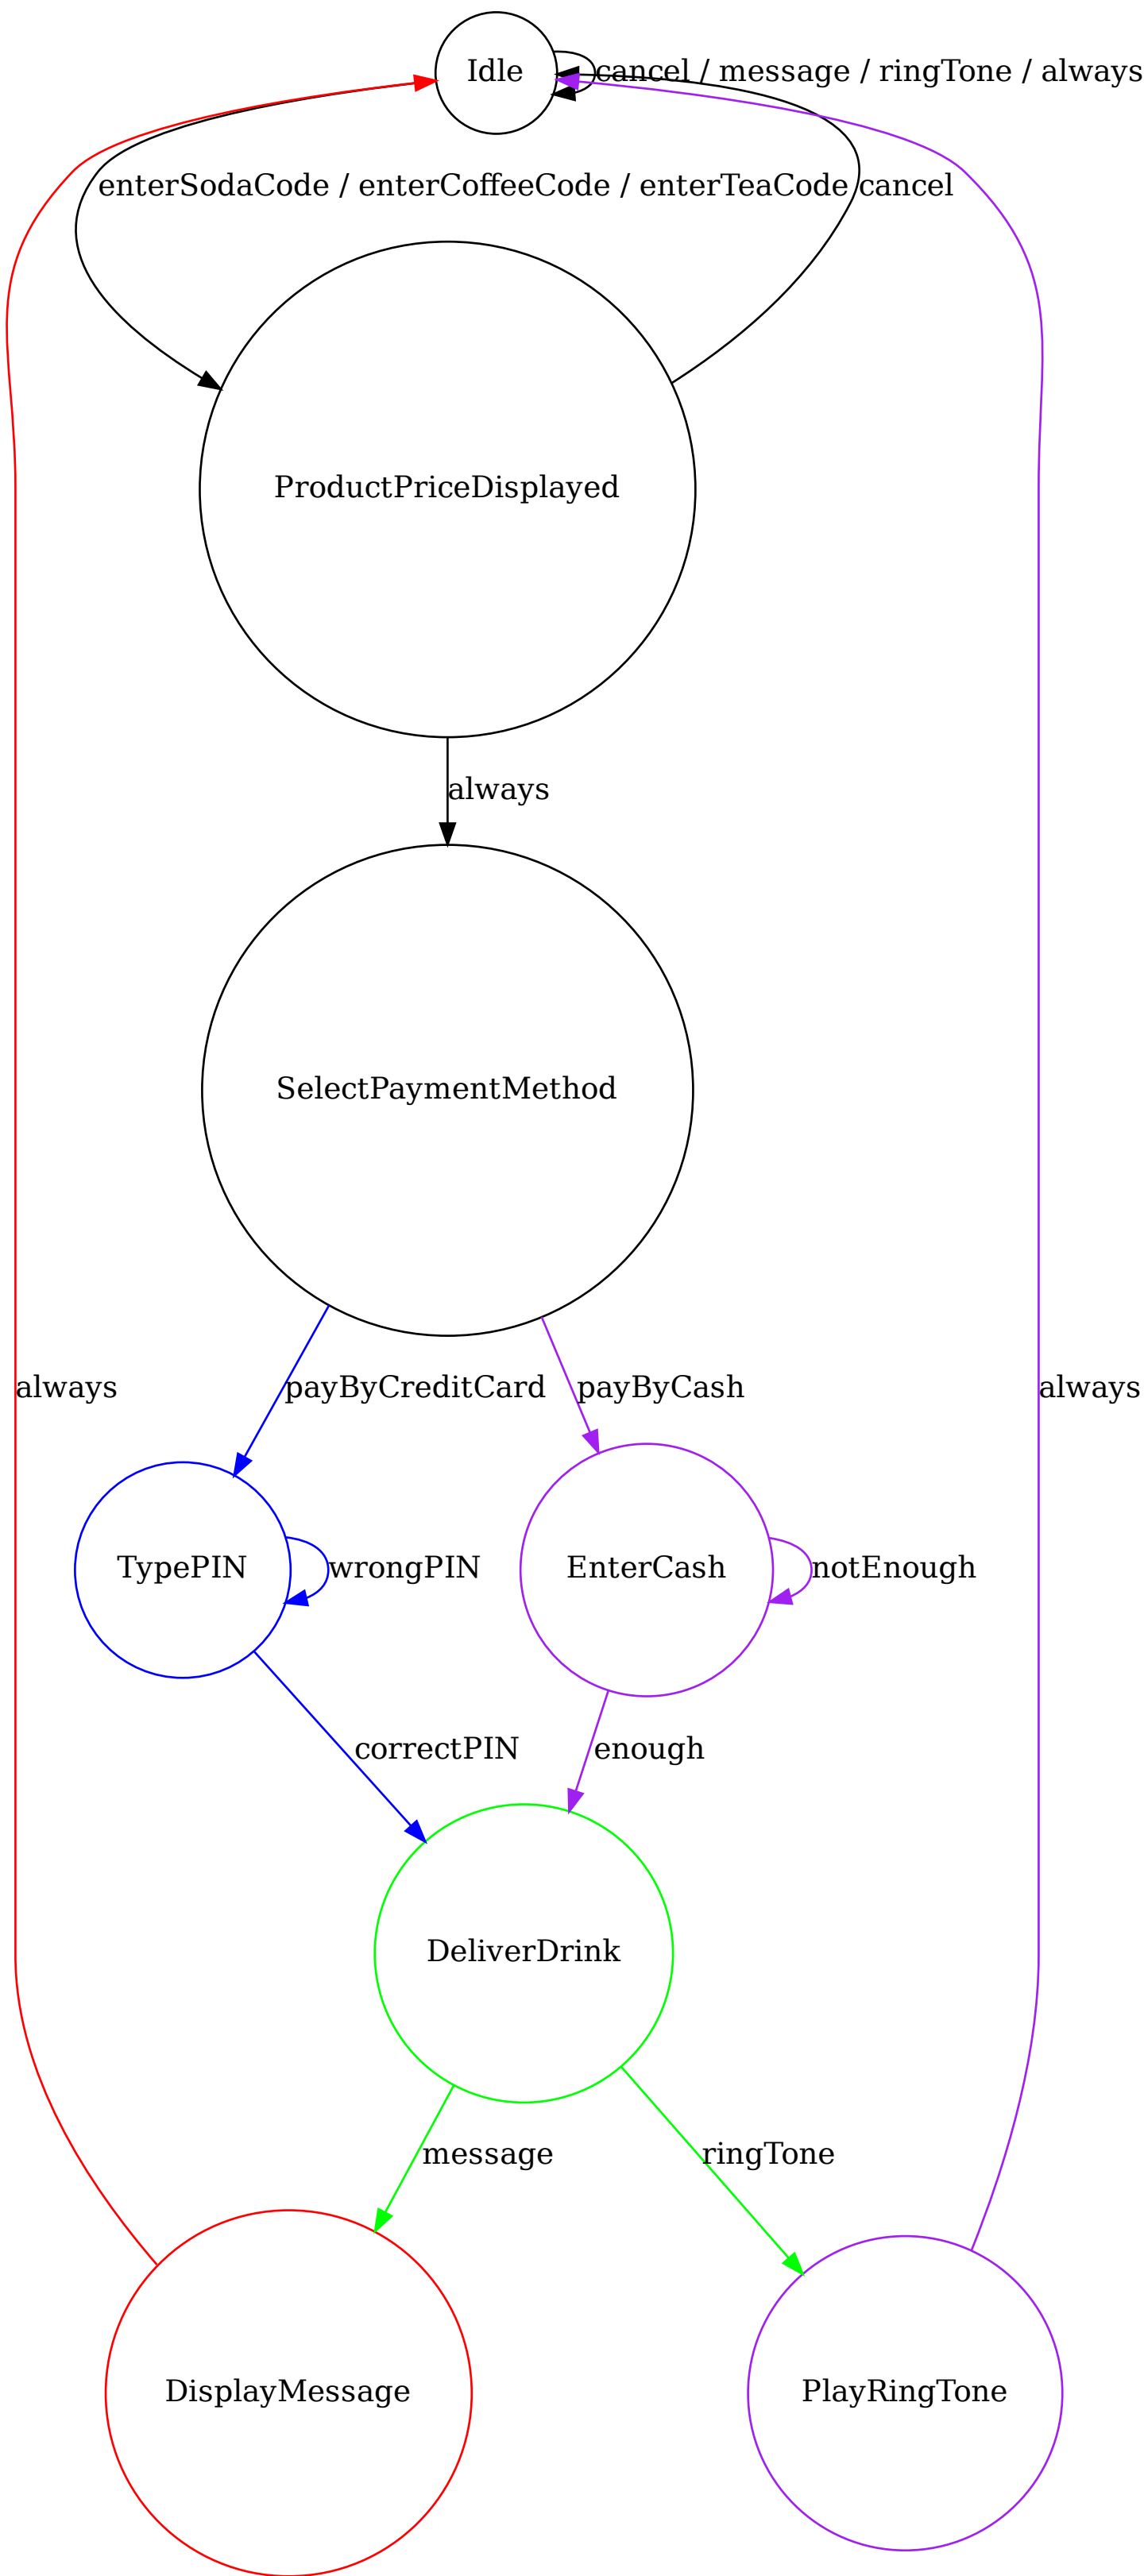 Idle
cancel / message / ringTone / always
enterSodaCode / enterCoffeeCode / enterTeaCode
cancel
ProductPriceDisplayed
always
SelectPaymentMethod
always
payByCreditCard
payByCash
always
TypePIN
wrongPIN
EnterCash
notEnough
correctPIN
enough
DeliverDrink
message
ringTone
DisplayMessage
PlayRingTone